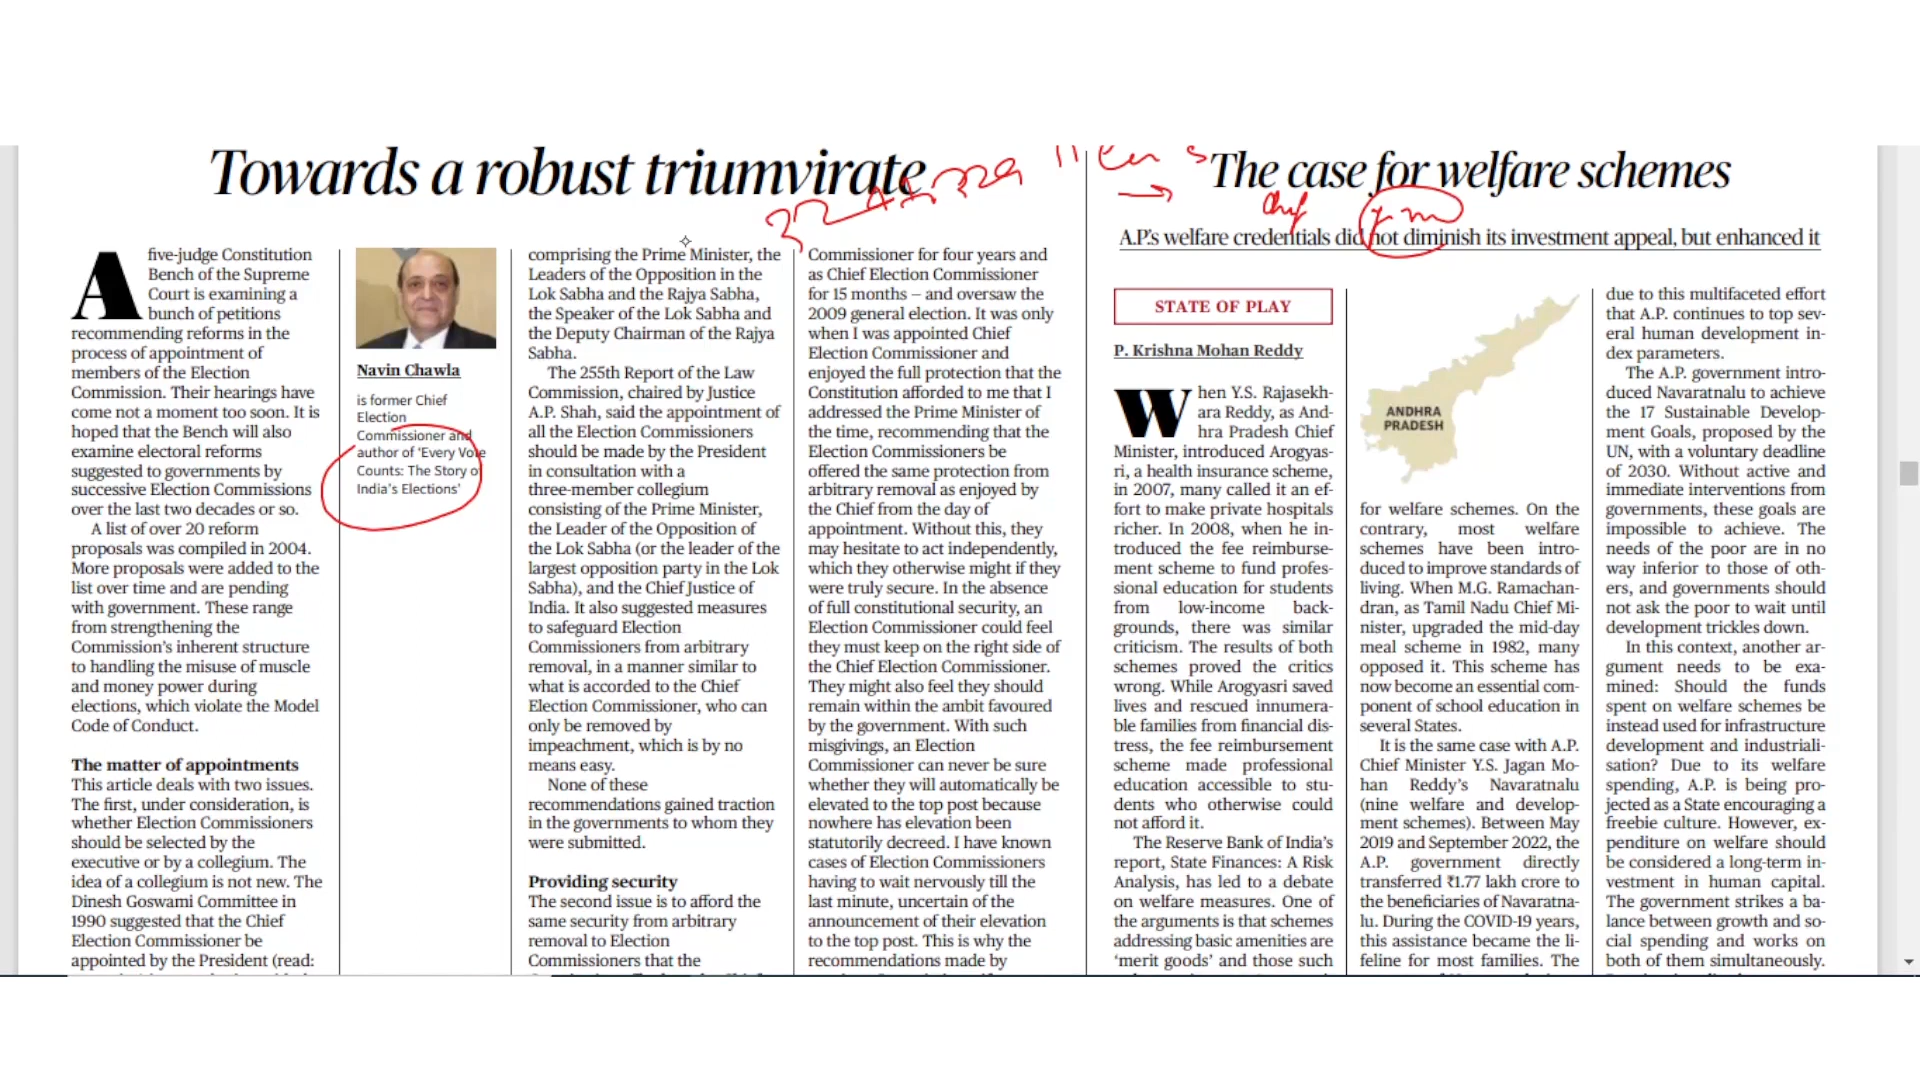 Towards a robust triumvirate
A
five-judge Constitution
Bench of the Supreme
Court is examining a
bunch of petitions
recommending reforms in the
process of appointment of
members of the Election
Commission. Their hearings have
come not a moment too soon. It is
hoped that the Bench will also
examine electoral reforms
suggested to governments by
successive Election Commissions
over the last two decades or so.
A list of over 20 reform
proposals was compiled in 2004.
More proposals were added to the
list over time and are pending
with government. These range
from strengthening the
Commission's inherent structure
to handling the misuse of muscle
and money power during
elections, which violate the Model
Code of Conduct.
The matter of appointments
This article deals with two issues.
The first, under consideration, is
whether Election Commissioners
should be selected by the
executive or by a collegium. The
idea of a collegium is not new. The
Dinesh Goswami Committee in
1990 suggested that the Chief
Election Commissioner be
appointed by the President (read:
Navin Chawla
is former Chief
Election
Commissioner and
author of 'Every Vote
Counts: The Story of
India's Elections'
comprising the Prime Minister, the
Leaders of the Opposition in the
Lok Sabha and the Rajya Sabha,
the Speaker of the Lok Sabha and
the Deputy Chairman of the Rajya
Sabha.
The 255th Report of the Law
Commission, chaired by Justice
A.P. Shah, said the appointment of
all the Election Commissioners
should be made by the President
in consultation with a
three-member collegium
consisting of the Prime Minister,
the Leader of the Opposition of
the Lok Sabha (or the leader of the
largest opposition party in the Lok
Sabha), and the Chief Justice of
India. It also suggested measures
to safeguard Election
Commissioners from arbitrary
removal, in a manner similar to
what is accorded to the Chief
Election Commissioner, who can
only be removed by
impeachment, which is by no
means easy.
None of these
recommendations gained traction
in the governments to whom they
were submitted.
Providing security
The second issue is to afford the
same security from arbitrary
removal to Election
Commissioners that the
Commissioner for four years and
as Chief Election Commissioner
for 15 months – and oversaw the
2009 general election. It was only
when I was appointed Chief
Election Commissioner and
enjoyed the full protection that the
Constitution afforded to me that I
addressed the Prime Minister of
the time, recommending that the
Election Commissioners be
offered the same protection from
arbitrary removal as enjoyed by
the Chief from the day of
appointment. Without this, they
may hesitate to act independently,
which they otherwise might if they
were truly secure. In the absence
of full constitutional security, an
Election Commissioner could feel
they must keep on the right side of
the Chief Election Commissioner.
They might also feel they should
remain within the ambit favoured
by the government. With such
misgivings, an Election
Commissioner can never be sure
whether they will automatically be
elevated to the top post because
nowhere has elevation been
statutorily decreed. I have known
cases of Election Commissioners
having to wait nervously till the
last minute, uncertain of the
announcement of their elevation
to the top post. This is why the
recommendations made by
The case for welfare schemes
A.P.'s welfare credentials did not diminish its investment appeal, but enhanced it
STATE OF PLAY
P. Krishna Mohan Reddy
W
hen Y.S. Rajasekh-
ara Reddy, as And-
hra Pradesh Chief
Minister, introduced Arogyas-
ri, a health insurance scheme,
in 2007, many called it an ef-
fort to make private hospitals
richer. In 2008, when he in-
troduced the fee reimburse-
ment scheme to fund profes-
sional education for students
from low-income back-
grounds, there was similar
criticism. The results of both
schemes proved the critics
wrong. While Arogyasri saved
lives and rescued innumera-
ble families from financial dis-
tress, the fee reimbursement
scheme made professional
education accessible to stu-
dents who otherwise could
not afford it.
The Reserve Bank of India's
report, State Finances: A Risk
Analysis, has led to a debate
on welfare measures. One of
the arguments is that schemes
addressing basic amenities are
'merit goods' and those such
ANDHRA
PRADESH
for welfare schemes. On the
contrary, most welfare
schemes have been intro-
duced to improve standards of
living. When M.G. Ramachan-
dran, as Tamil Nadu Chief Mi-
nister, upgraded the mid-day
meal scheme in 1982, many
opposed it. This scheme has
now become an essential com-
ponent of school education in
several States.
It is the same case with A.P.
Chief Minister Y.S. Jagan Mo-
han Reddy's Navaratnalu
(nine welfare and develop-
ment schemes). Between May
2019 and September 2022, the
A.P. government directly
transferred ₹1.77 lakh crore to
the beneficiaries of Navaratna-
lu. During the COVID-19 years,
this assistance became the li-
feline for most families. The
due to this multifaceted effort
that A.P. continues to top sev-
eral human development in-
dex parameters.
The A.P. government intro-
duced Navaratnalu to achieve
the 17 Sustainable Develop-
ment Goals, proposed by the
UN, with a voluntary deadline
of 2030. Without active and
immediate interventions from
governments, these goals are
impossible to achieve. The
needs of the poor are in no
way inferior to those of oth-
ers, and governments should
not ask the poor to wait until
development trickles down.
In this context, another ar-
gument needs to be exa-
mined: Should the funds
spent on welfare schemes be
instead used for infrastructure
development and industriali-
sation? Due to its welfare
spending, A.P. is being pro-
jected as a State encouraging a
freebie culture. However, ex-
penditure on welfare should
be considered a long-term in-
vestment in human capital.
The government strikes a ba-
lance between growth and so-
cial spending and works on
both of them simultaneously.